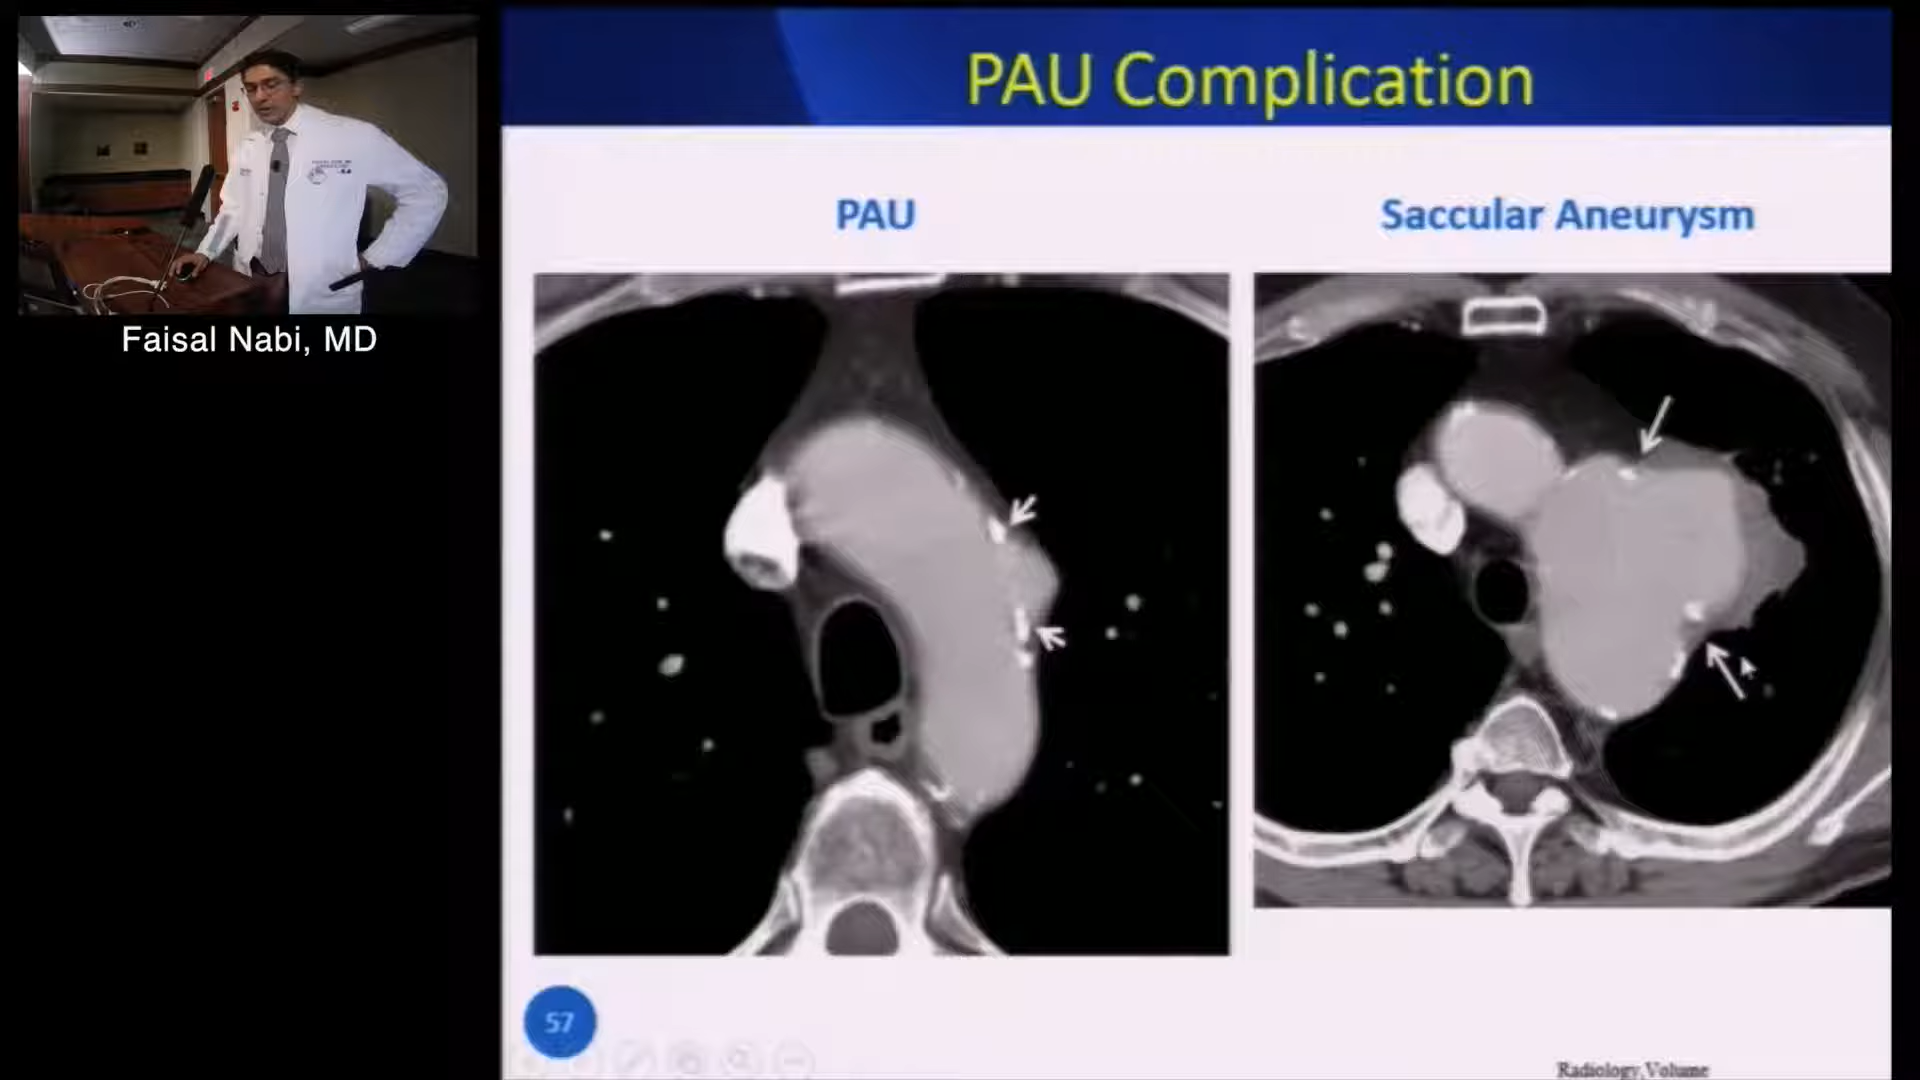 PAU Complication
PAU
Saccular Aneurysm
Faisal Nabi, MD
57
Radiology,Volume